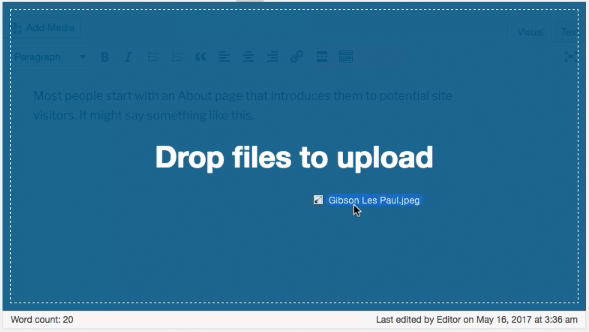 Add Media
Visual Tex
Paragraph
Most people start with an About page that introduces them to potential site
visitors. It might say something like this.
Drop files to upload
Gibson Les Paul.jpeg
Word count: 20 Last edited by Editor on May 16, 2017 at 3:36 am